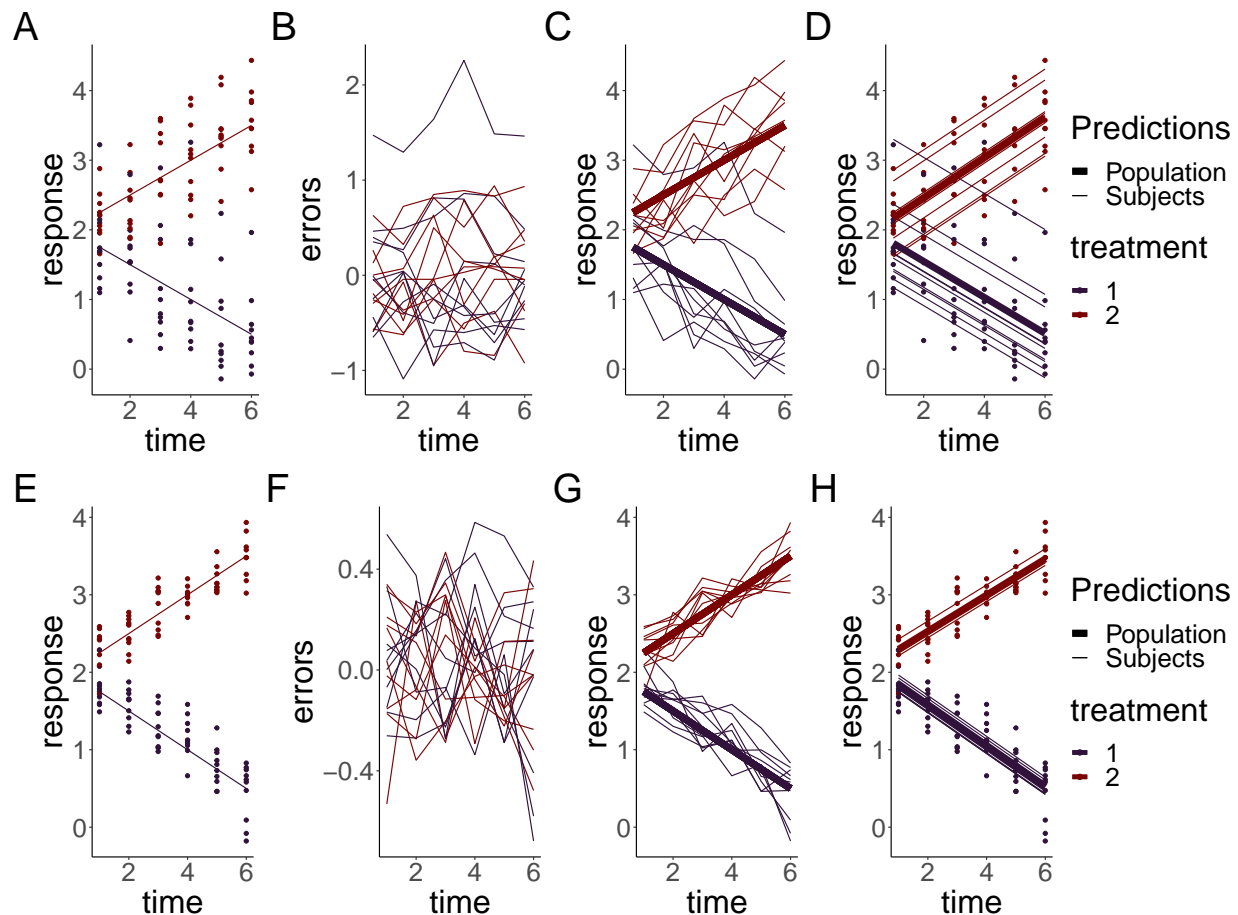 A
response
4
3
2
1
0
2
4
6
time
B
errors
2
1
0
−1
2
4
6
time
C
response
4
3
2
1
0
2
4
6
time
D
response
4
3
2
1
0
2
4
6
time
Predictions
Population
Subjects
treatment
1
2
E
response
4
3
2
1
0
2
4
6
time
F
errors
0.4
0.0
−0.4
2
4
6
time
G
response
4
3
2
1
0
2
4
6
time
H
response
4
3
2
1
0
2
4
6
time
Predictions
Population
Subjects
treatment
1
2